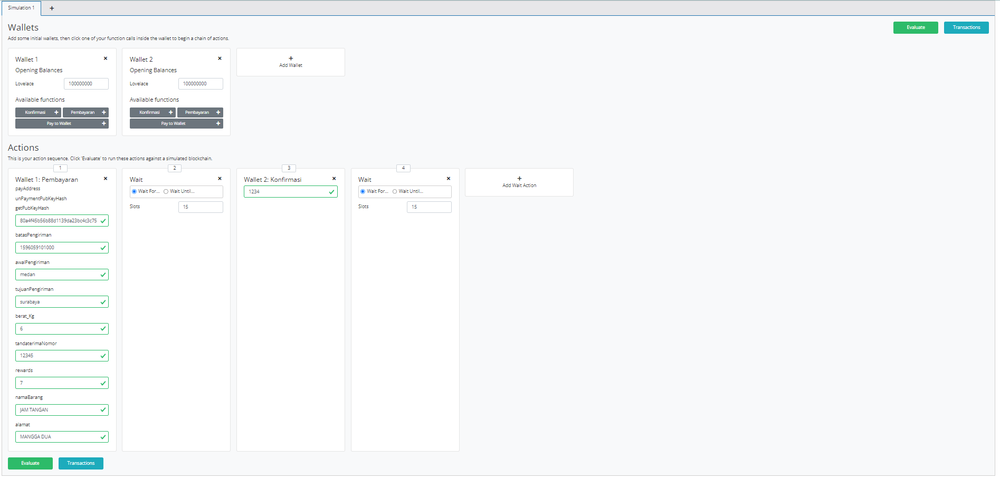 Simulation 1 +
Wallets
Evaluate
Transactions
Add some initial wallets, then click one of your function calls inside the wallet to begin a chain of actions.
Wallet 1
Opening Balances
Lovelace 100000000
Available functions
Konfirmasi + Pembayaran +
Pay to Wallet +
Wallet 2
Opening Balances
Lovelace 100000000
Available functions
Konfirmasi + Pembayaran +
Pay to Wallet +
+
Add Wallet
Actions
This is your action sequence. Click 'Evaluate' to run these actions against a simulated blockchain.
1
Wallet 1: Pembayaran
payAddress
unPaymentPubKeyHash
getPubKeyHash
80a4f45b56b88d1139da23bc4c3c75
batasPengiriman
1596059101000
awalPengiriman
medan
tujuanPengiriman
surabaya
berat_Kg
6
tandaterimaNomor
12345
rewards
7
namaBarang
JAM TANGAN
alamat
MANGGA DUA
2
Wait
Wait For... Wait Until...
Slots 15
3
Wallet 2: Konfirmasi
1234
4
Wait
Wait For... Wait Until...
Slots 15
+
Add Wait Action
Evaluate
Transactions